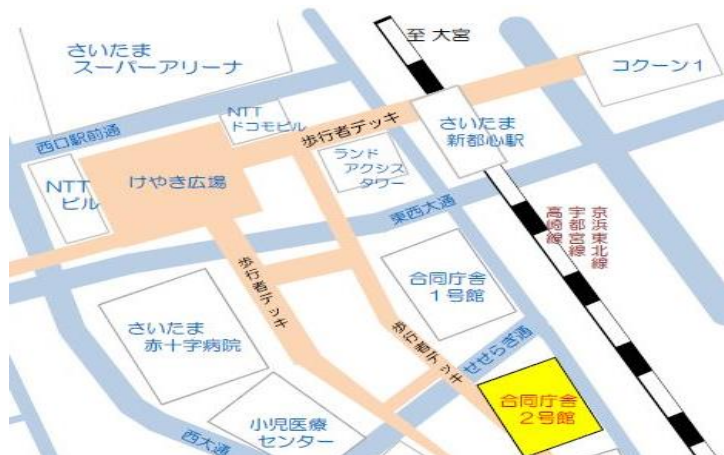 さいたま
スーパーアリーナ
至 大宮
コクーン1
西口駅前通
NTT
ドコモビル
歩行者デッキ
さいたま
新都心駅
ランド
アクシス
タワー
NTT
ビル
けやき広場
東西大通
京浜東北線
宇都宮線
高崎線
歩行者デッキ
合同庁舎
1号館
さいたま
赤十字病院
歩行者デッキ
せせらぎ通
合同庁舎
2号館
小児医療
センター
西大通